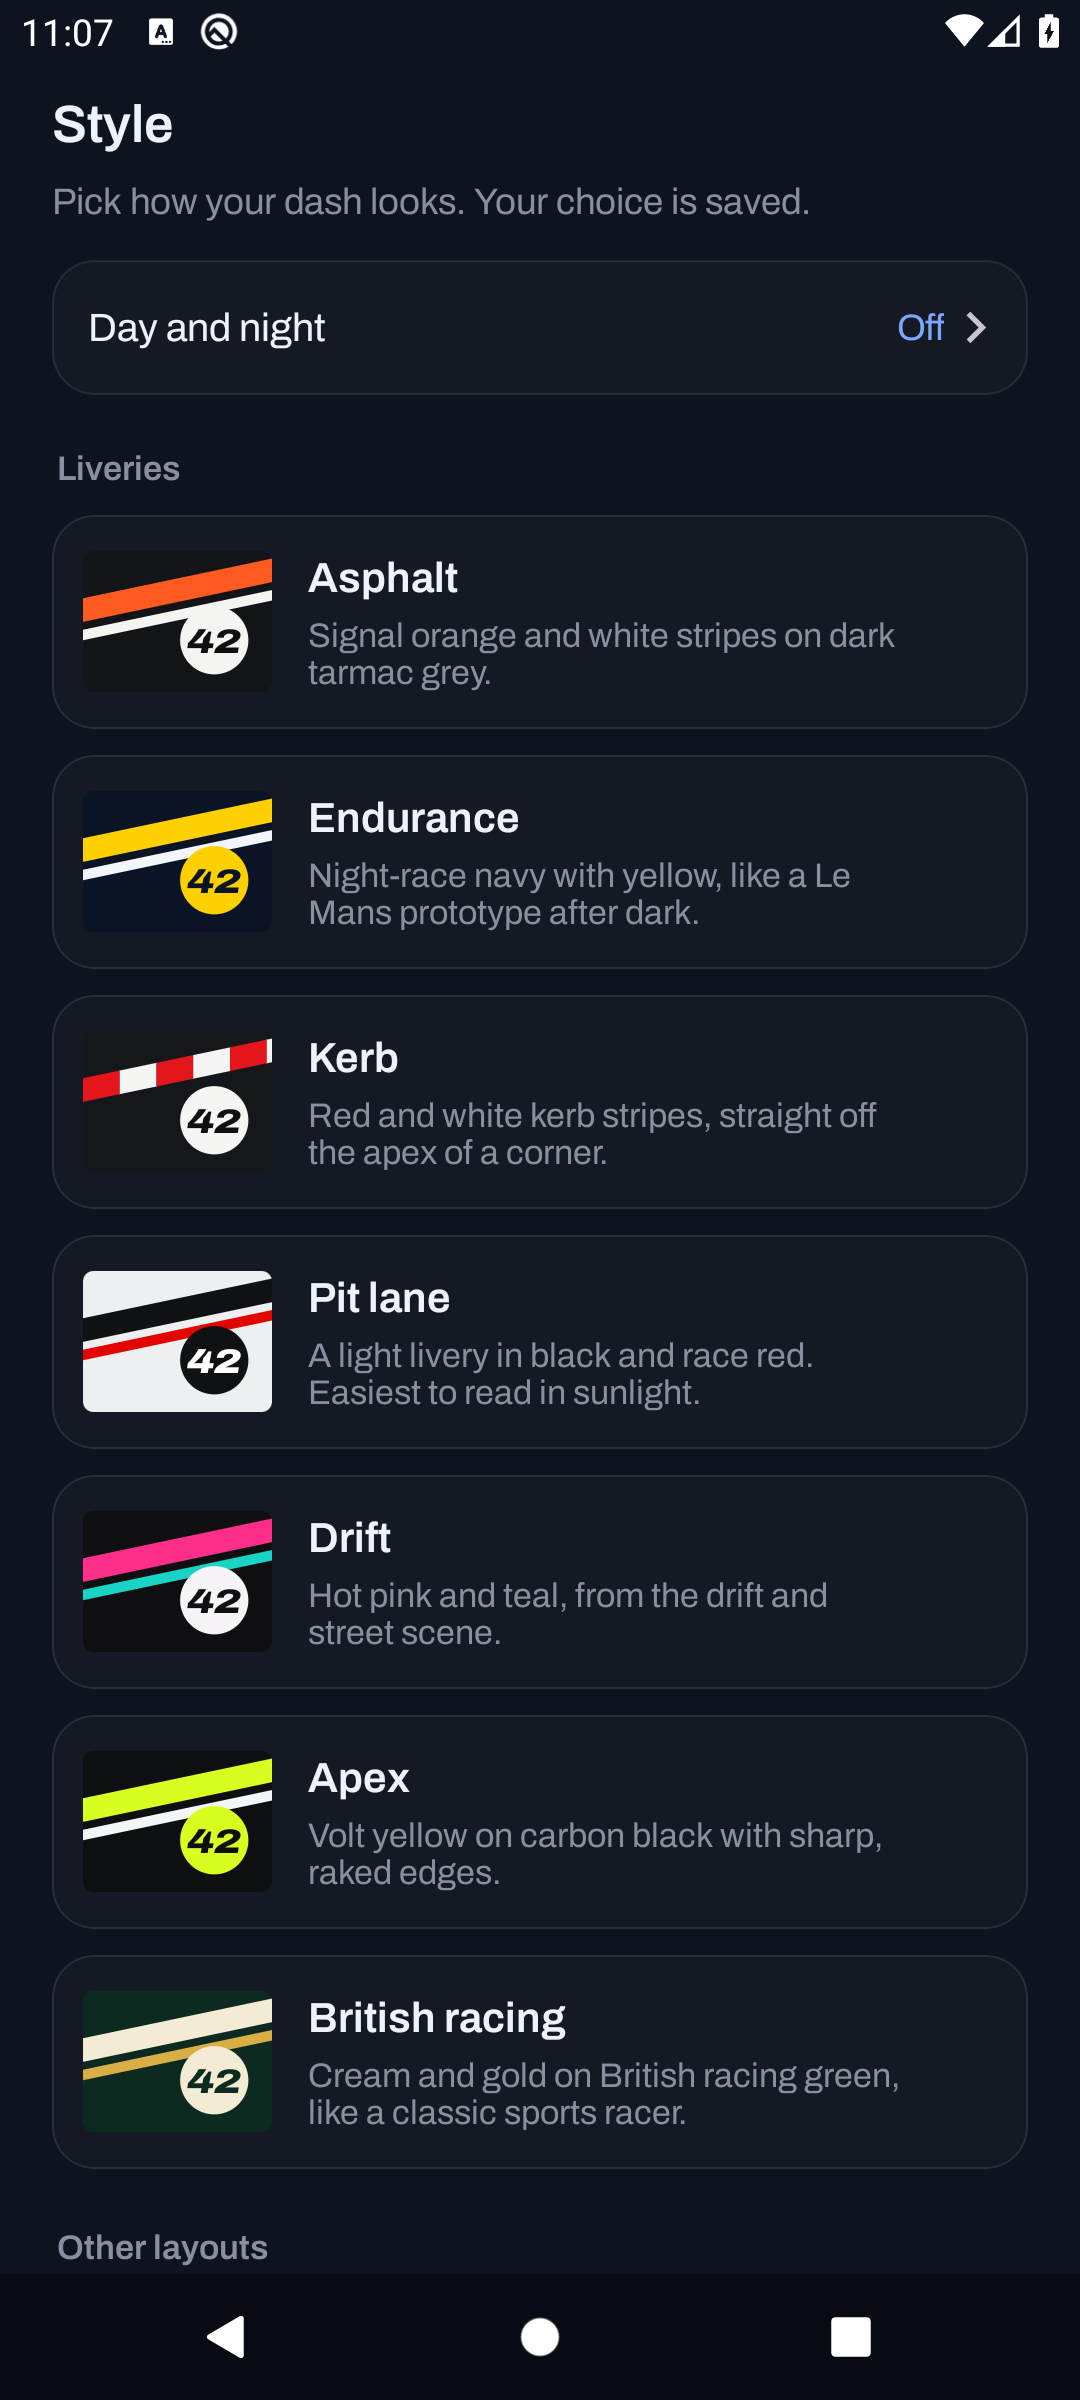 11:07
Style
Pick how your dash looks. Your choice is saved.
Day and night
Off
Liveries
42
Asphalt
Signal orange and white stripes on dark
tarmac grey.
42
Endurance
Night-race navy with yellow, like a Le
Mans prototype after dark.
42
Kerb
Red and white kerb stripes, straight off
the apex of a corner.
42
Pit lane
A light livery in black and race red.
Easiest to read in sunlight.
42
Drift
Hot pink and teal, from the drift and
street scene.
42
Apex
Volt yellow on carbon black with sharp,
raked edges.
42
British racing
Cream and gold on British racing green,
like a classic sports racer.
Other layouts